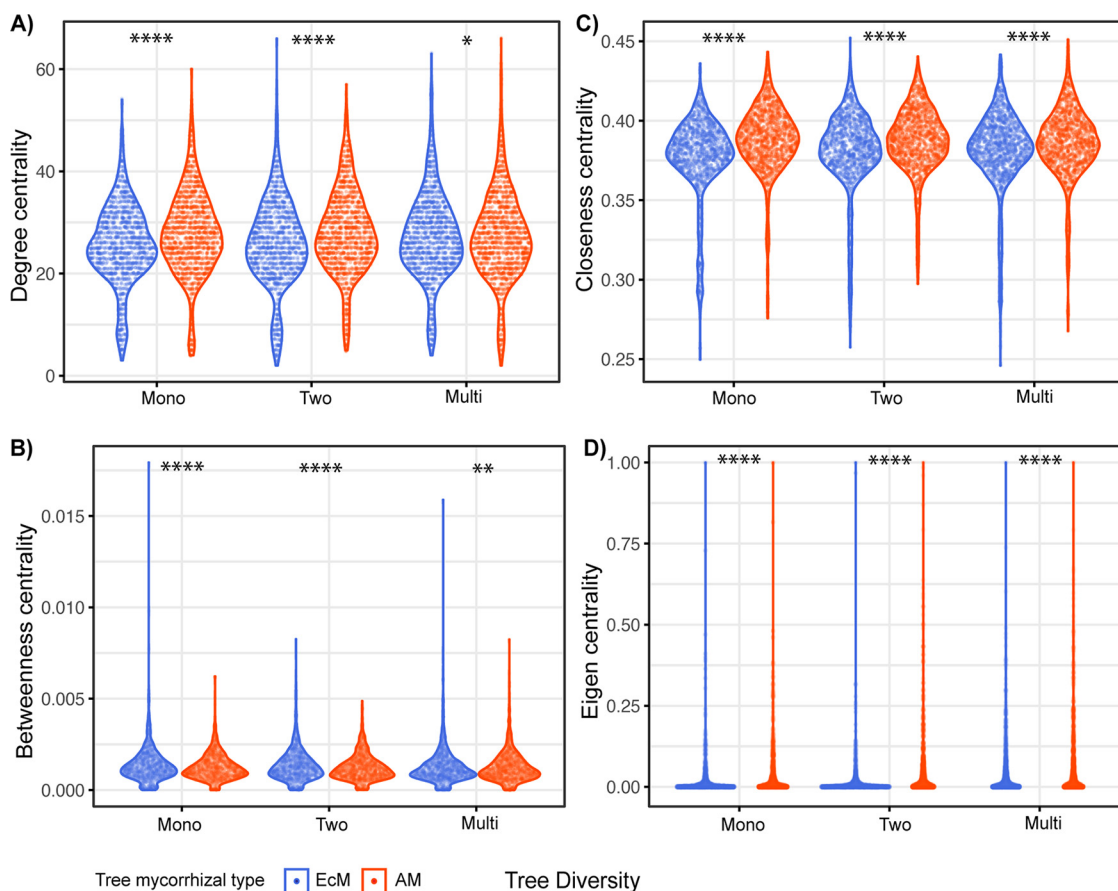 A)
Degree centrality
60
40
20
0
**** **** *
Mono Two Multi
C)
Closeness centrality
0.45
0.40
0.35
0.30
0.25
**** **** ****
Mono Two Multi
B)
Betweenness centrality
0.015
0.010
0.005
0.000
**** **** **
Mono Two Multi
D)
Eigen centrality
1.00
0.75
0.50
0.25
0.00
**** **** ****
Mono Two Multi
Tree mycorrhizal type EcM AM
Tree Diversity